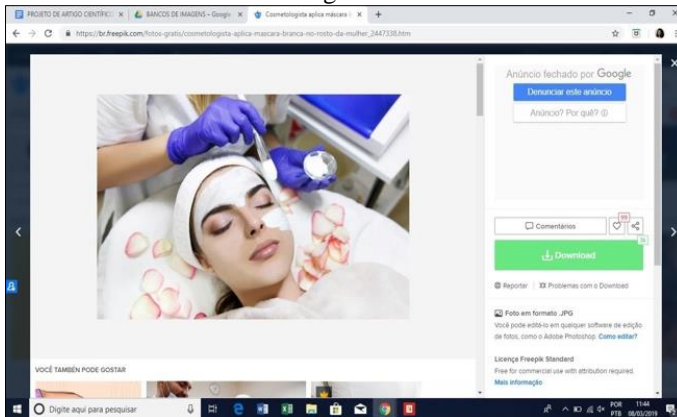 PROJETO DE ARTIGO CIENTÍFIC
BANCOS DE IMAGENS - Google
Cosmetologista aplica máscara
https://br.freepik.com/fotos-gratis/cosmetologista-aplica-mascara-branca-no-rosto-da-mulher_2447338.htm
Anúncio fechado por Google
Denunciar este anúncio
Anúncio? Por quê?
Comentários
Download
Reportar
Problemas com o Download
Foto em formato .JPG
Você pode editá-lo em qualquer software de edição
de fotos, como o Adobe Photoshop. Como editar?
Licença Freepik Standard
Free for commercial use with attribution required.
Mais informação
VOCÊ TAMBÉN PODE GOSTAR
Digite aqui para pesquisar
POR 11:44
PTB 08/03/2019